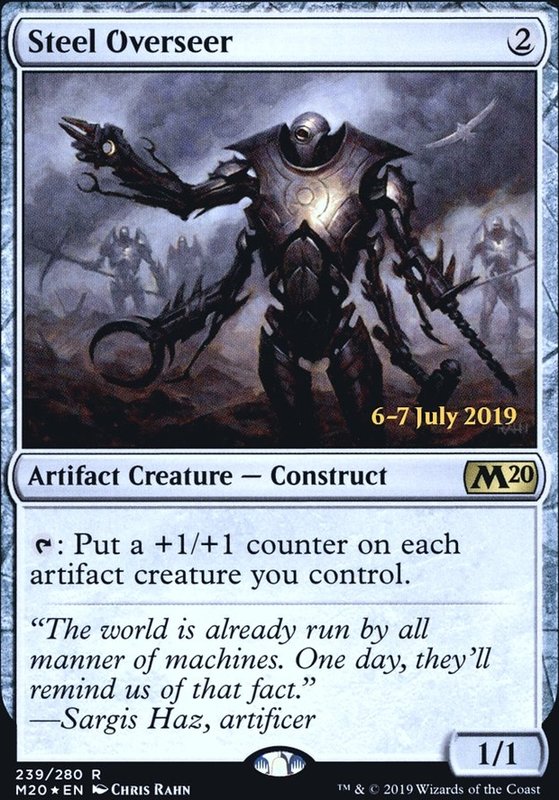 Steel Overseer 2
6–7 July 2019
Artifact Creature — Construct M20
: Put a +1/+1 counter on each
artifact creature you control.
“The world is already run by all
manner of machines. One day, they’ll
remind us of that fact.”
—Sargis Haz, artificer
1/1
239/280 R
M20 ★ EN Chris Rahn
™ & © 2019 Wizards of the Coast